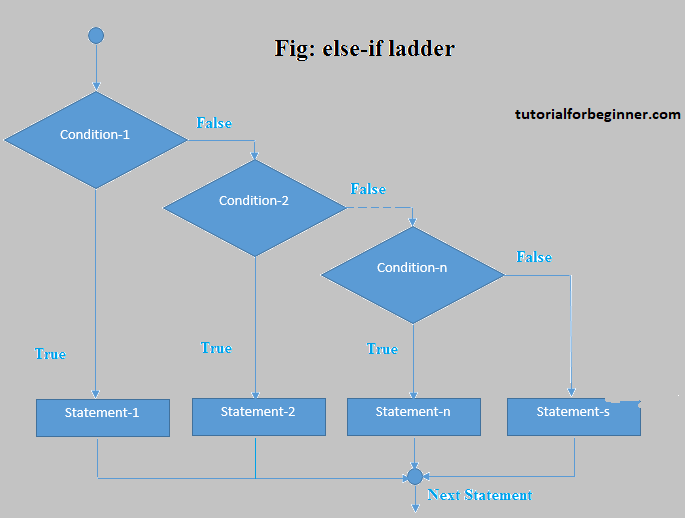 Fig: else-if ladder
tutorialforbeginner.com
Condition-1
False
Condition-2
False
Condition-n
False
True
True
True
Statement-1
Statement-2
Statement-n
Statement-s
Next Statement